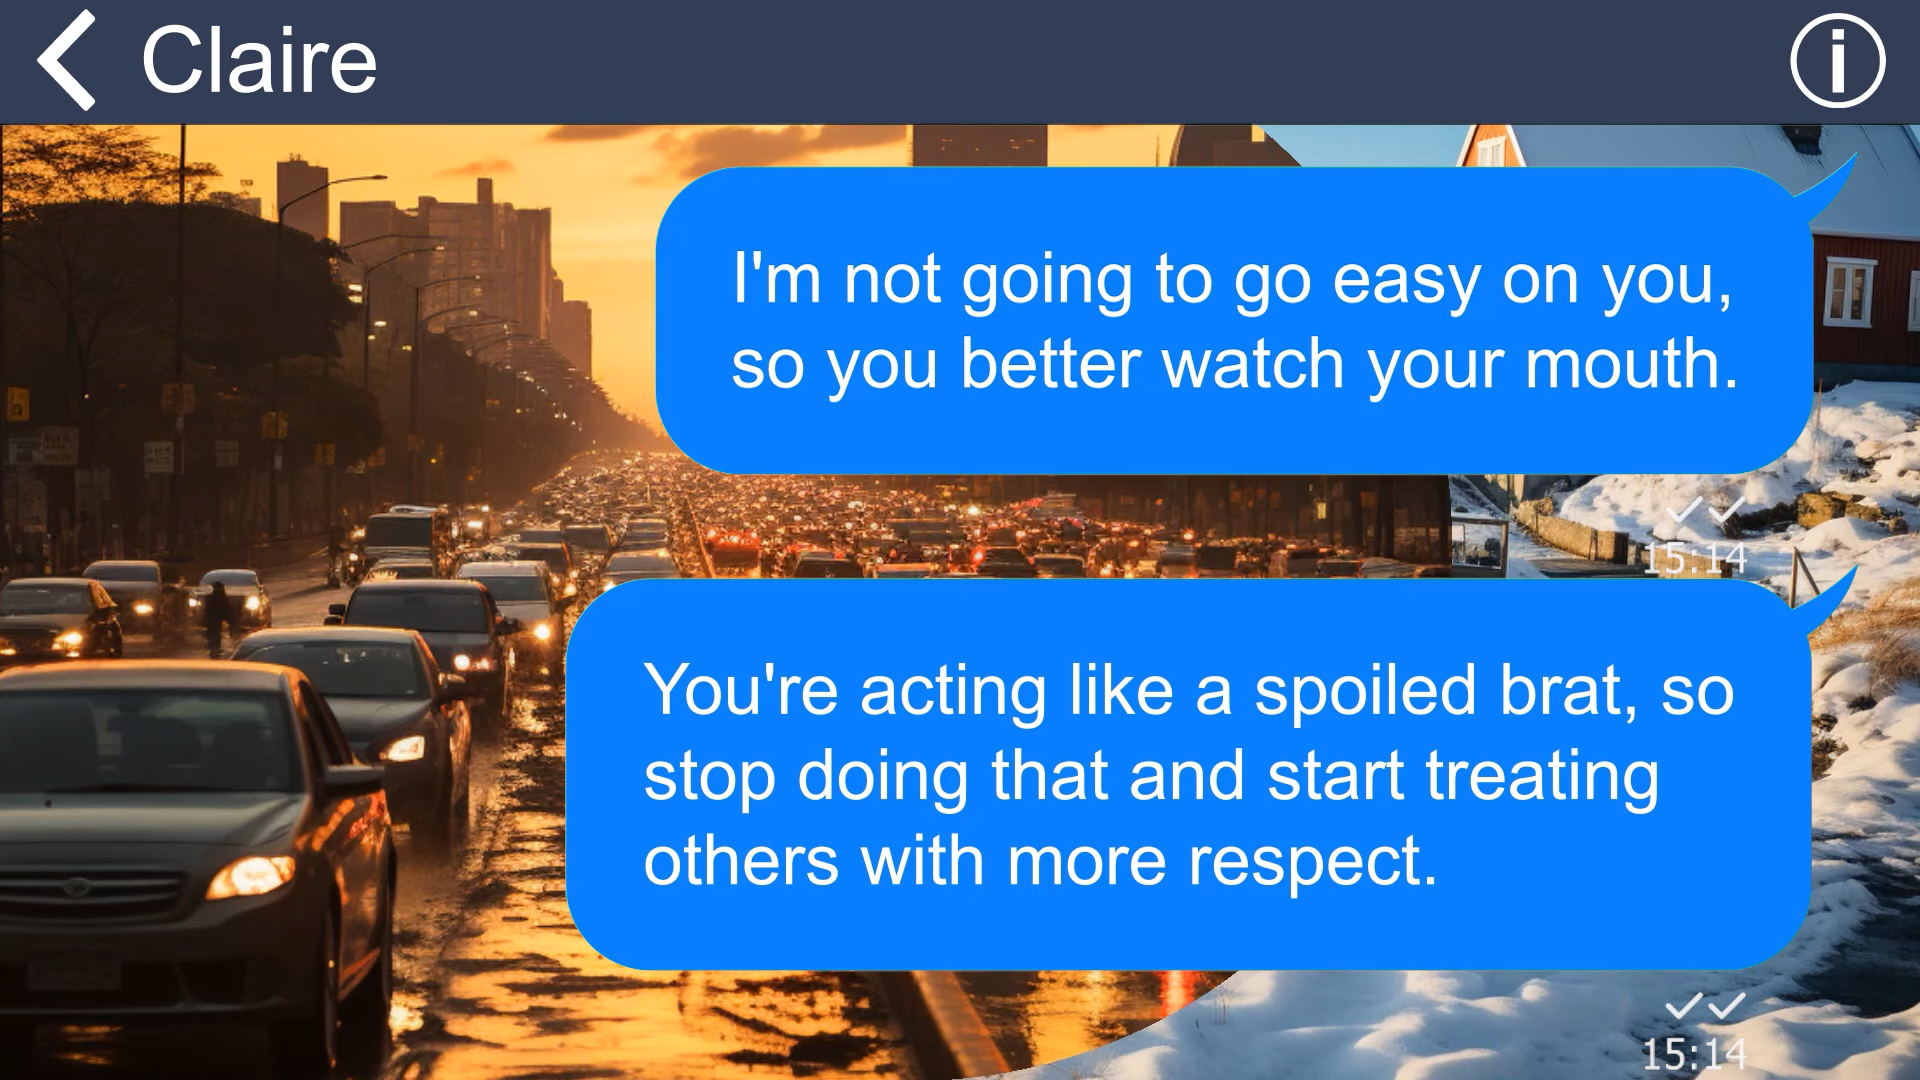 Claire
I'm not going to go easy on you,
so you better watch your mouth.
15:14
You're acting like a spoiled brat, so
stop doing that and start treating
others with more respect.
15:14